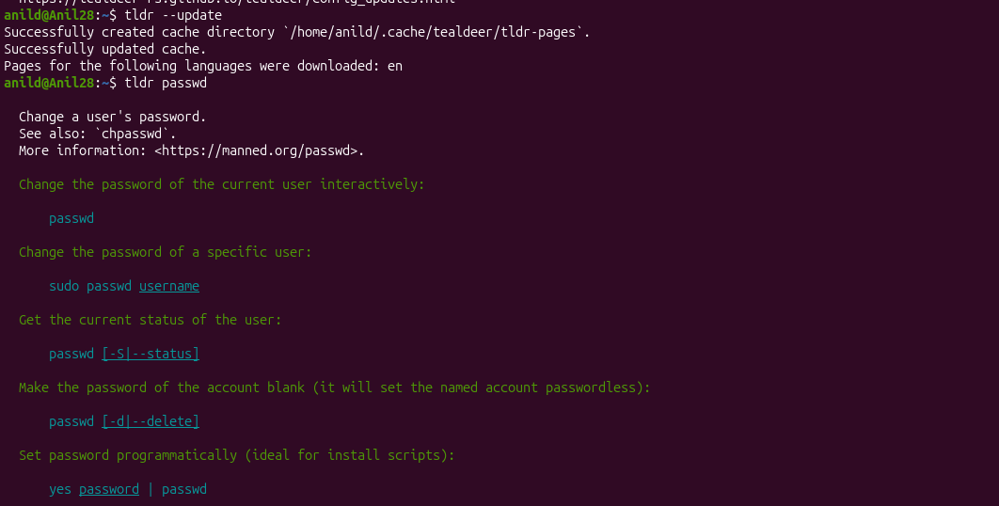 https://tealdeer-rs.github.io/tealdeer/config_updates.html
anild@Anil28:~$ tldr --update
Successfully created cache directory `/home/anild/.cache/tealdeer/tldr-pages`.
Successfully updated cache.
Pages for the following languages were downloaded: en
anild@Anil28:~$ tldr passwd
Change a user's password.
See also: `chpasswd`.
More information: <https://manned.org/passwd>.
Change the password of the current user interactively:
passwd
Change the password of a specific user:
sudo passwd username
Get the current status of the user:
passwd [-S|--status]
Make the password of the account blank (it will set the named account passwordless):
passwd [-d|--delete]
Set password programmatically (ideal for install scripts):
yes password | passwd